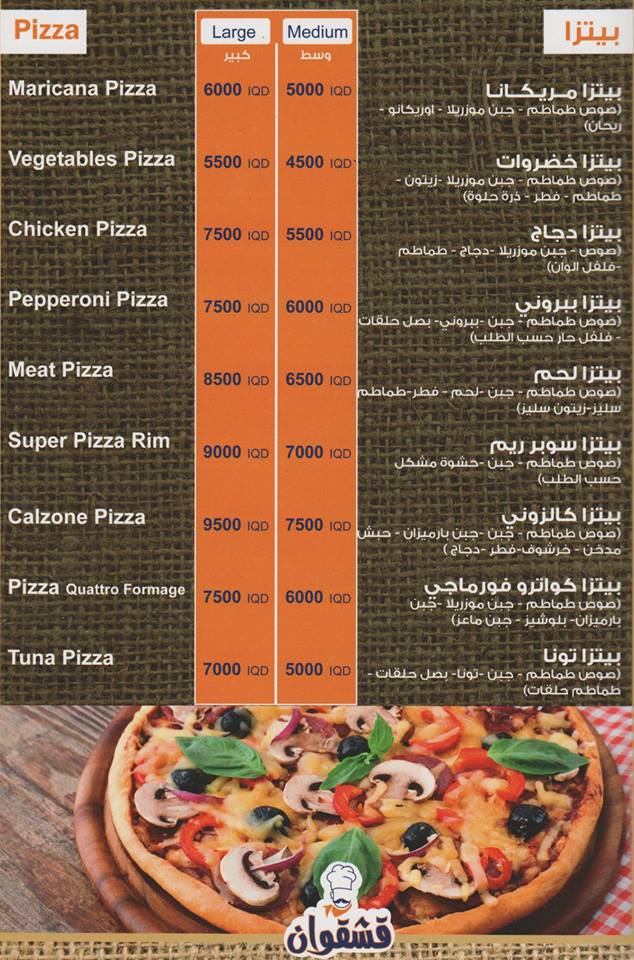 Pizza
Large
Medium
بيتزا
كبير
وسط
Maricana Pizza
6000 IQD
5000 IQD
بيتزا مريكانا
(صوص طماطم - جبن موزريلا - اوريكانو -
ريحان)
Vegetables Pizza
5500 IQD
4500 IQD
بيتزا خضروات
(صوص طماطم - جبن موزريلا -زيتون -
طماطم - فطر - ذرة حلوة)
Chicken Pizza
7500 IQD
5500 IQD
بيتزا دجاج
(صوص - جبن موزريلا -دجاج - طماطم
-فلفل الوان)
Pepperoni Pizza
7500 IQD
6000 IQD
بيتزا ببروني
(صوص طماطم - جبن -ببروني- بصل حلقات
- فلفل حار حسب الطلب)
Meat Pizza
8500 IQD
6500 IQD
بيتزا لحم
(صوص طماطم - جبن -لحم - فطر-طماطم
سليز-زيتون سليز)
Super Pizza Rim
9000 IQD
7000 IQD
بيتزا سوبر ريم
(صوص طماطم - جبن -حشوة مشكل
حسب الطلب)
Calzone Pizza
9500 IQD
7500 IQD
بيتزا كالزوني
(صوص طماطم - جبن -جبن بارميزان - حبش
مدخن - خرشوف-فطر -دجاج )
Pizza Quattro Formage
7500 IQD
6000 IQD
بيتزا كواترو فورماجي
(صوص طماطم - جبن موزريلا -جبن
بارميزان- بلوشيز - جبن ماعز)
Tuna Pizza
7000 IQD
5000 IQD
بيتزا تونا
(صوص طماطم - جبن -تونا- بصل حلقات -
طماطم حلقات)
قشقوان